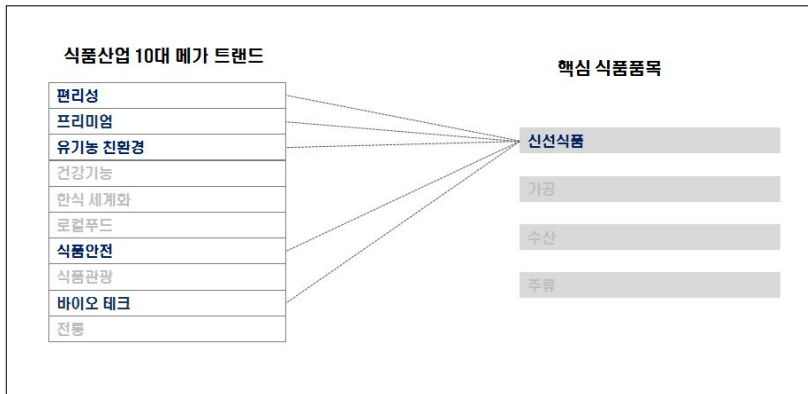 식품산업 10대 메가 트랜드
편리성
프리미엄
유기농 친환경
건강기능
한식 세계화
로컬푸드
식품안전
식품관광
바이오 테크
전통
핵심 식품품목
신선식품
가공
수산
주류